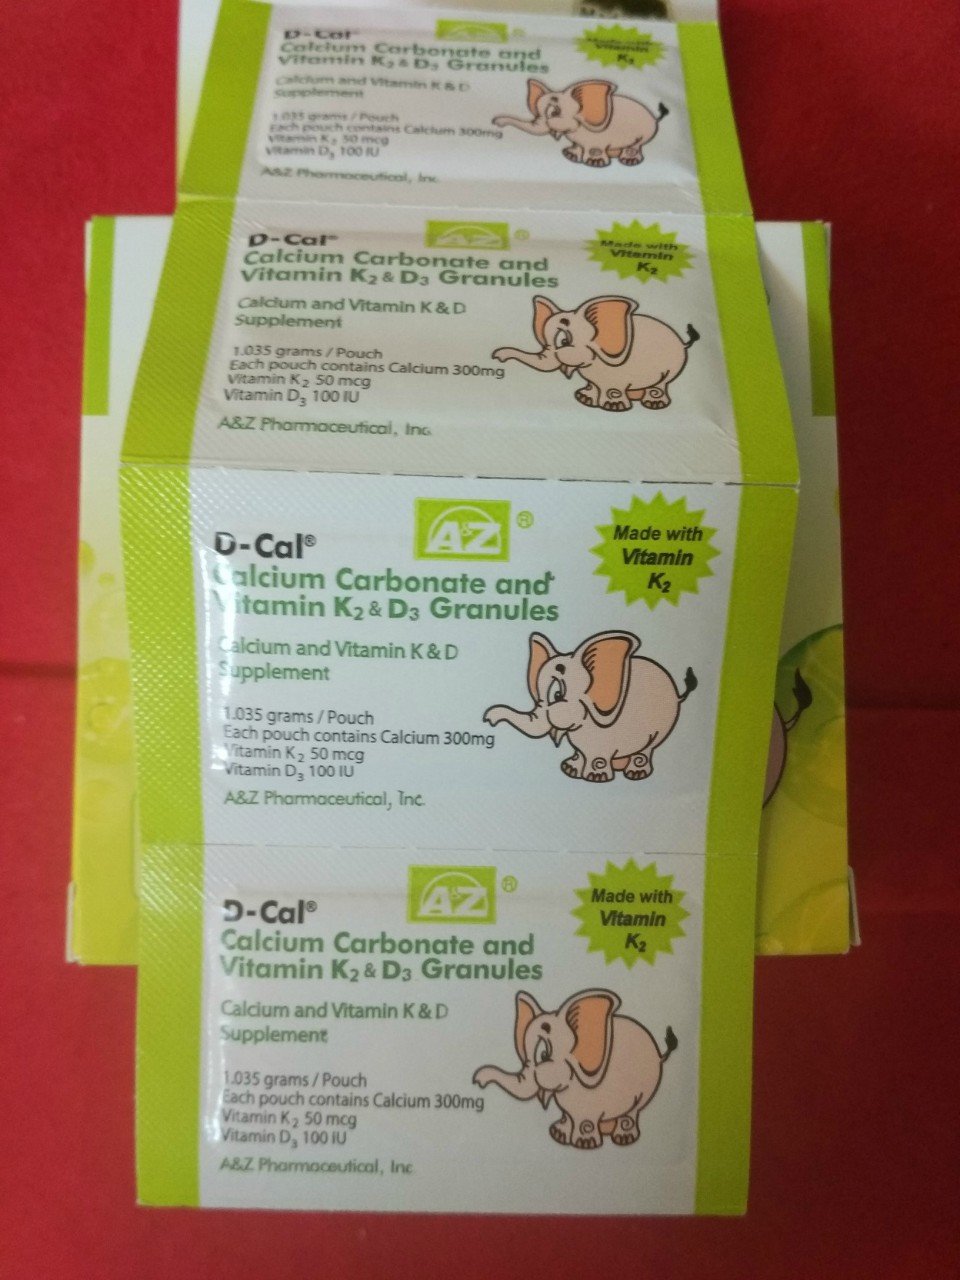 D-Cal
Calcium Carbonate and
Vitamin K2 & D3 Granules
Calcium and Vitamin K & D
Supplement
1.035 grams / Pouch
Each pouch contains Calcium 300mg
Vitamin K2 50 mcg
Vitamin D3 100 IU
A&Z Pharmaceutical, Inc.
AZ ®
Made with
Vitamin
K2
D-Cal®
Calcium Carbonate and
Vitamin K2 & D3 Granules
Calcium and Vitamin K & D
Supplement
1.035 grams / Pouch
Each pouch contains Calcium 300mg
Vitamin K2 50 mcg
Vitamin D3 100 IU
A&Z Pharmaceutical, Inc.
A&Z ®
Made with
Vitamin
K2
D-Cal®
Calcium Carbonate and
Vitamin K2 & D3 Granules
Calcium and Vitamin K & D
Supplement
1.035 grams / Pouch
Each pouch contains Calcium 300mg
Vitamin K2 50 mcg
Vitamin D3 100 IU
A&Z Pharmaceutical, Inc.
A&Z ®
Made with
Vitamin
K2
D-Cal®
Calcium Carbonate and
Vitamin K2 & D3 Granules
Calcium and Vitamin K & D
Supplement
1.035 grams / Pouch
Each pouch contains Calcium 300mg
Vitamin K2 50 mcg
Vitamin D3 100 IU
A&Z Pharmaceutical, Inc
A&Z ®
Made with
Vitamin
K2